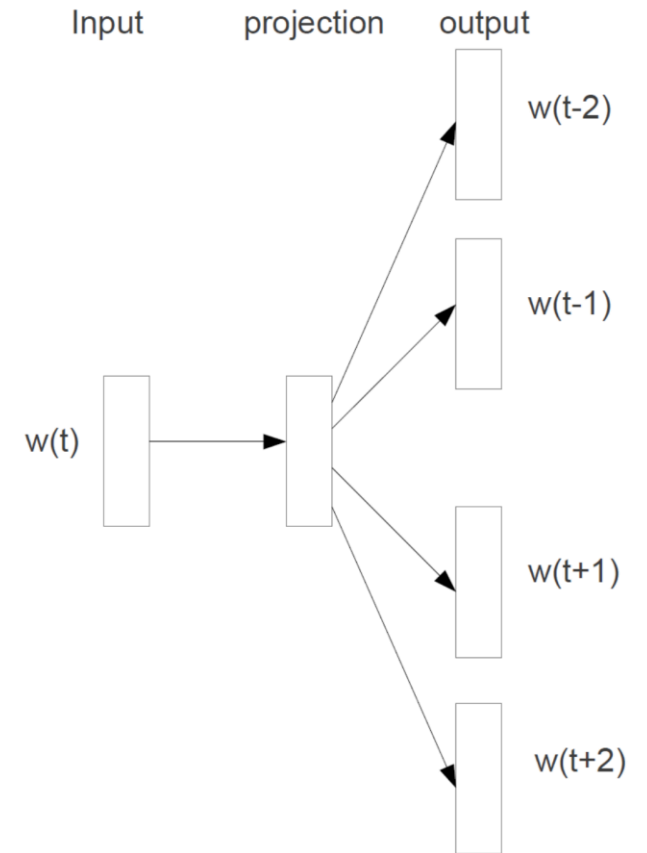 Input projection output
w(t-2)
w(t-1)
w(t)
w(t+1)
w(t+2)